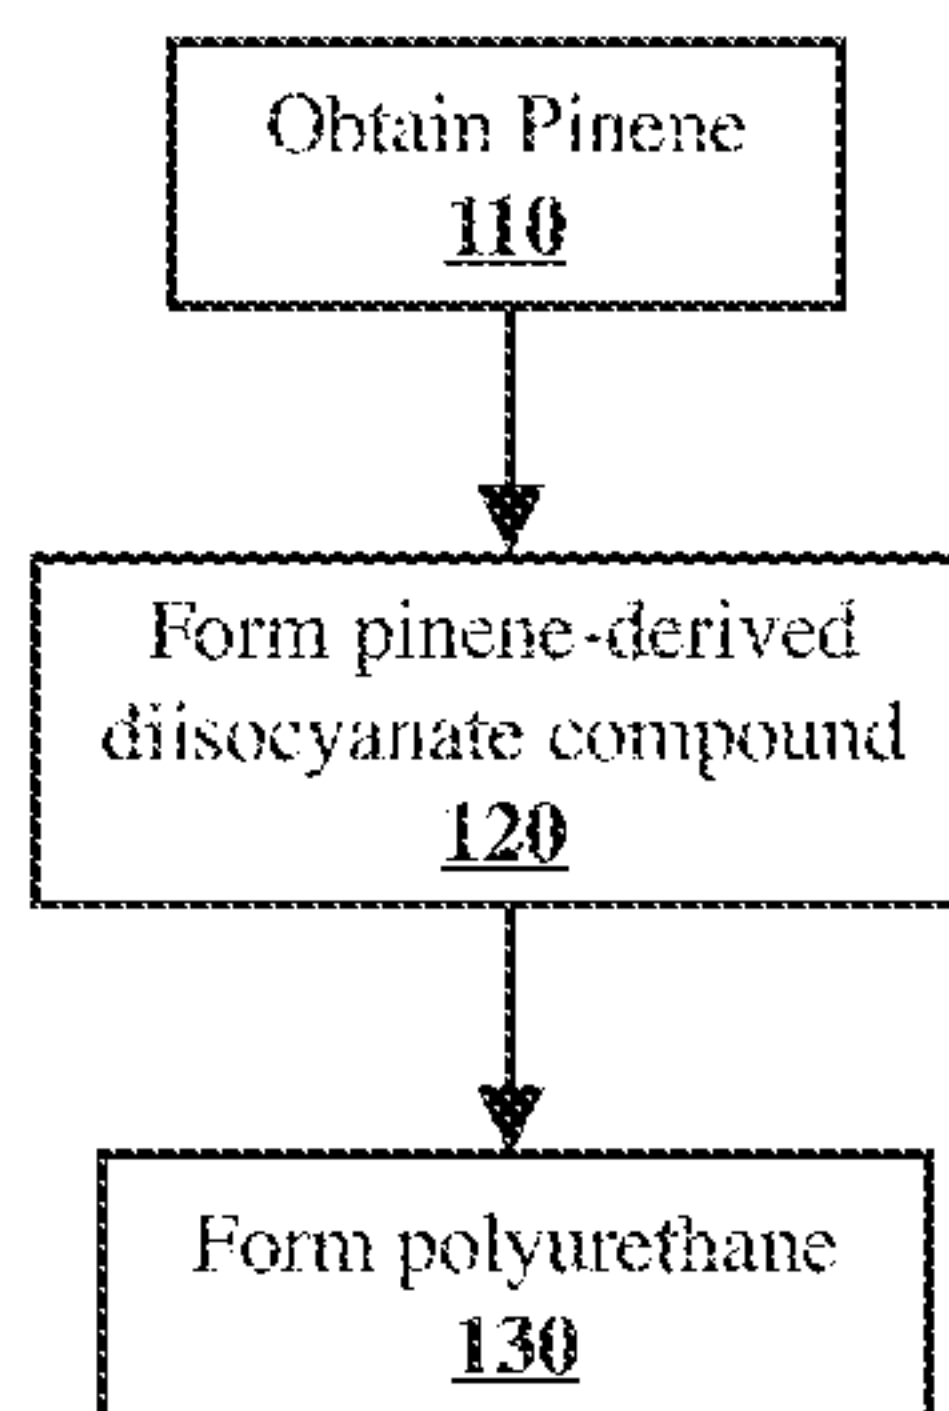 Obtain Pinene
110
Form pinene-derived
diisocyanate compound
120
Form polyurethane
130